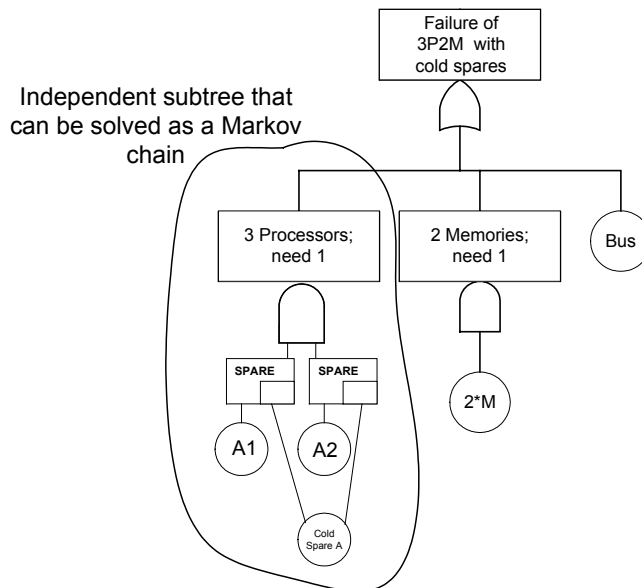 Failure of
3P2M with
cold spares
Independent subtree that
can be solved as a Markov
chain
3 Processors;
need 1
2 Memories;
need 1
Bus
SPARE
SPARE
2*M
A1
A2
Cold
Spare A